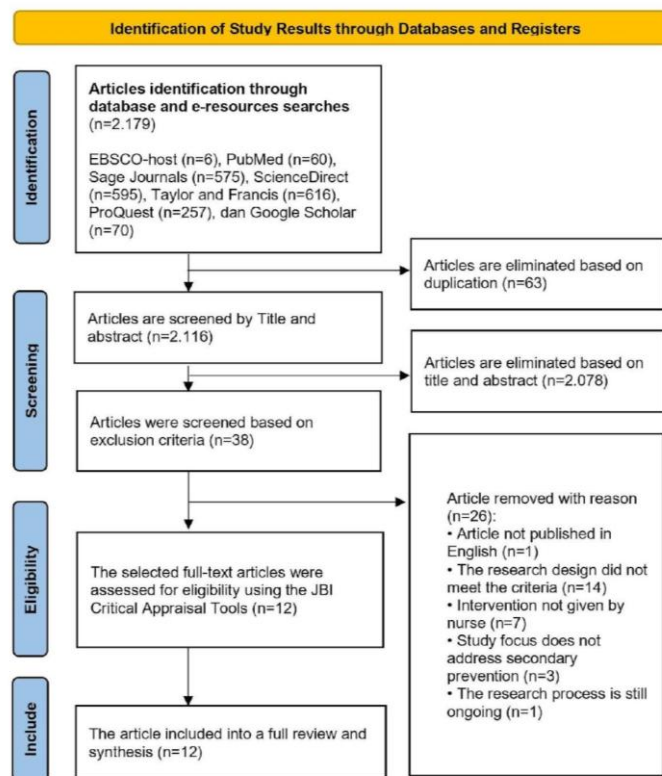 Identification of Study Results through Databases and Registers
Identification
Articles identification through
database and e-resources searches
(n=2.179)
EBSCO-host (n=6), PubMed (n=60),
Sage Journals (n=575), ScienceDirect
(n=595), Taylor and Francis (n=616),
ProQuest (n=257), dan Google Scholar
(n=70)
Articles are eliminated based on
duplication (n=63)
Screening
Articles are screened by Title and
abstract (n=2.116)
Articles are eliminated based on
title and abstract (n=2.078)
Articles were screened based on
exclusion criteria (n=38)
Article removed with reason
(n=26):
• Article not published in
English (n=1)
• The research design did not
meet the criteria (n=14)
• Intervention not given by
nurse (n=7)
• Study focus does not
address secondary
prevention (n=3)
• The research process is still
ongoing (n=1)
Eligibility
The selected full-text articles were
assessed for eligibility using the JBI
Critical Appraisal Tools (n=12)
Include
The article included into a full review and
synthesis (n=12)